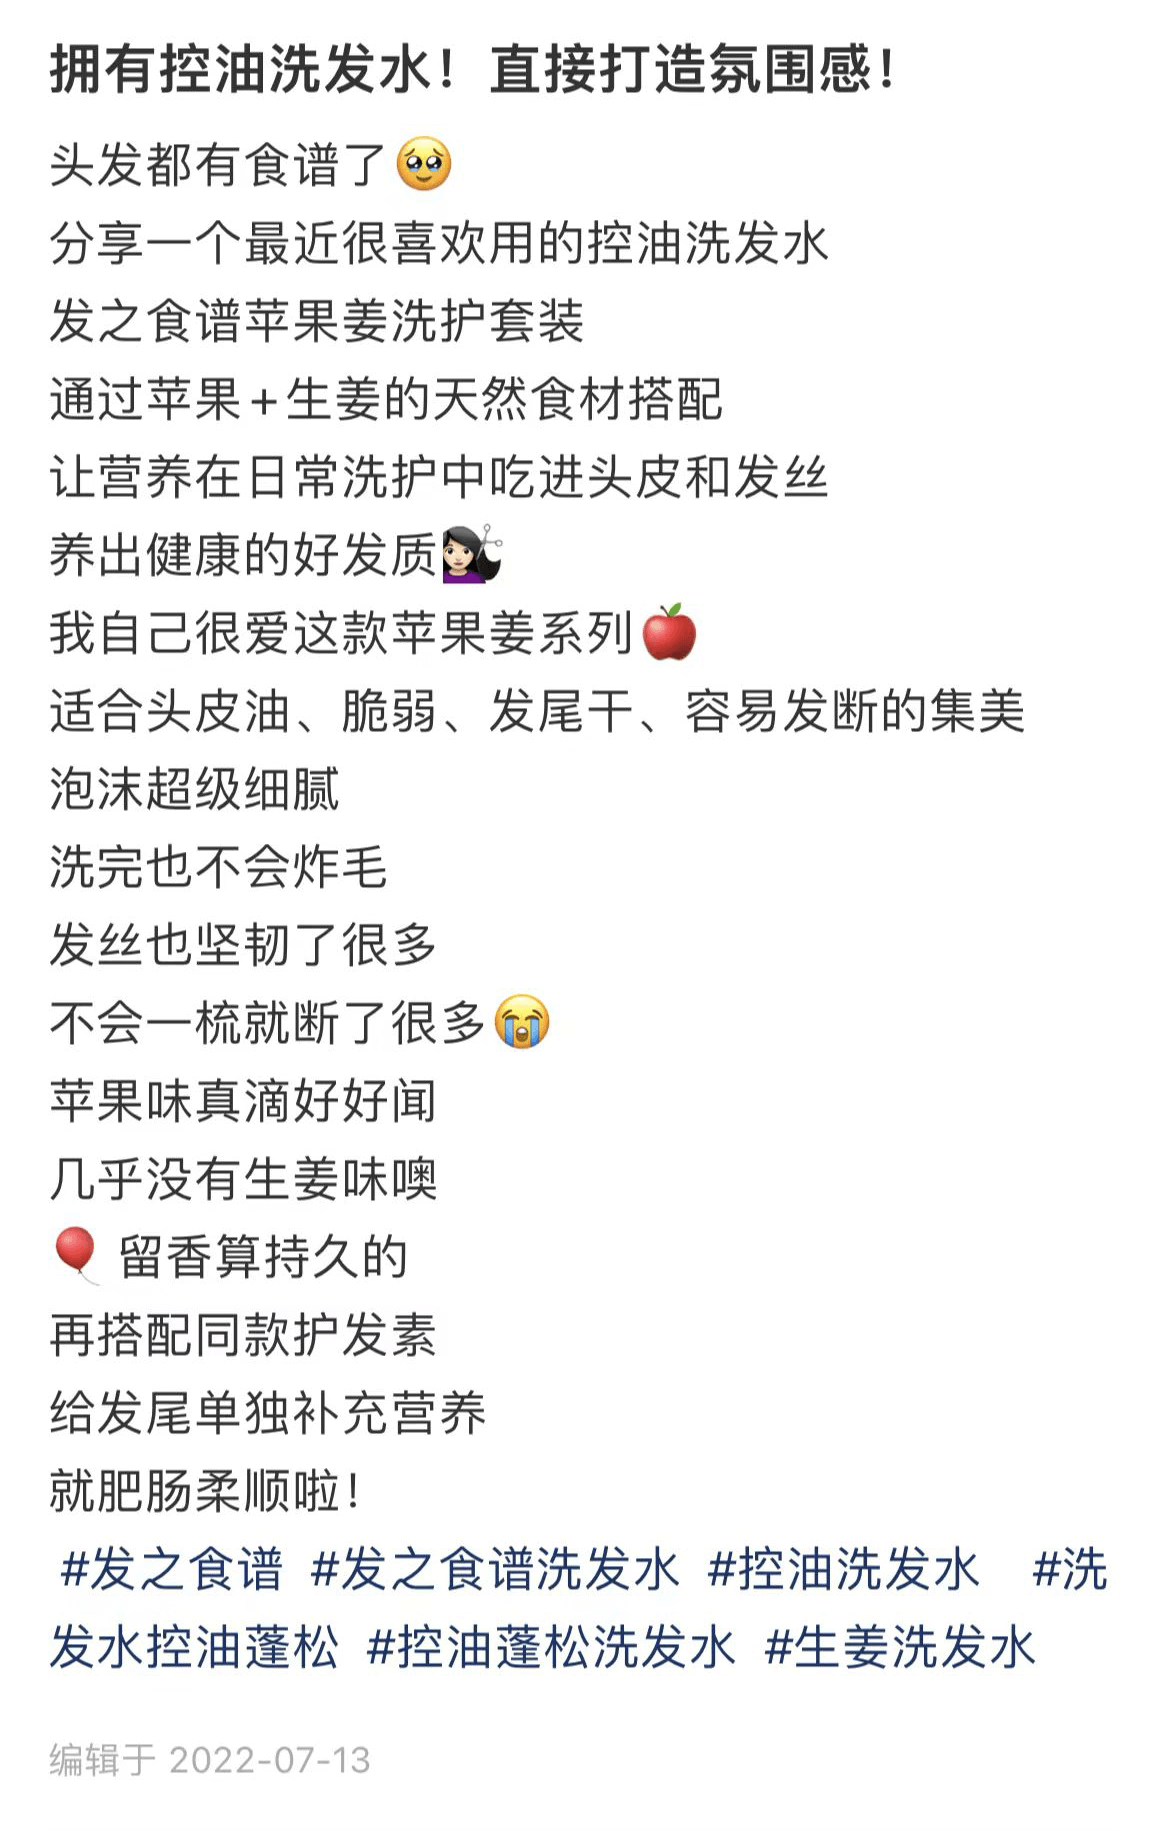 拥有控油洗发水！直接打造氛围感！
头发都有食谱了🥹
分享一个最近很喜欢用的控油洗发水
发之食谱苹果姜洗护套装
通过苹果+生姜的天然食材搭配
让营养在日常洗护中吃进头皮和发丝
养出健康的好发质💇🏻‍♀️
我自己很爱这款苹果姜系列🍎
适合头皮油、脆弱、发尾干、容易发断的集美
泡沫超级细腻
洗完也不会炸毛
发丝也坚韧了很多
不会一梳就断了很多😭
苹果味真滴好好闻
几乎没有生姜味噢
🎈 留香算持久的
再搭配同款护发素
给发尾单独补充营养
就肥肠柔顺啦！
#发之食谱 #发之食谱洗发水 #控油洗发水 #洗
发水控油蓬松 #控油蓬松洗发水 #生姜洗发水
编辑于 2022-07-13